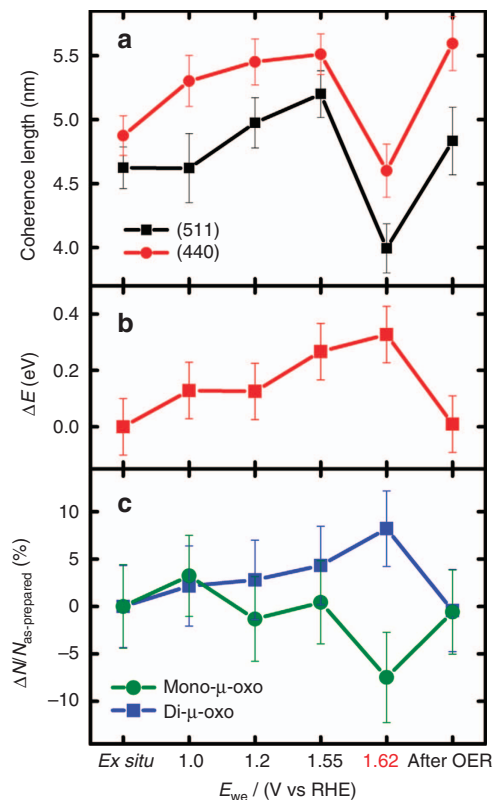 a
5.5
5.0
4.5
4.0
Coherence length (nm)
(511)
(440)
b
0.4
0.2
0.0
ΔE (eV)
c
10
5
0
−5
−10
ΔN/Nas-prepared (%)
Mono-μ-oxo
Di-μ-oxo
Ex situ 1.0 1.2 1.55 1.62 After OER
Ewe / (V vs RHE)